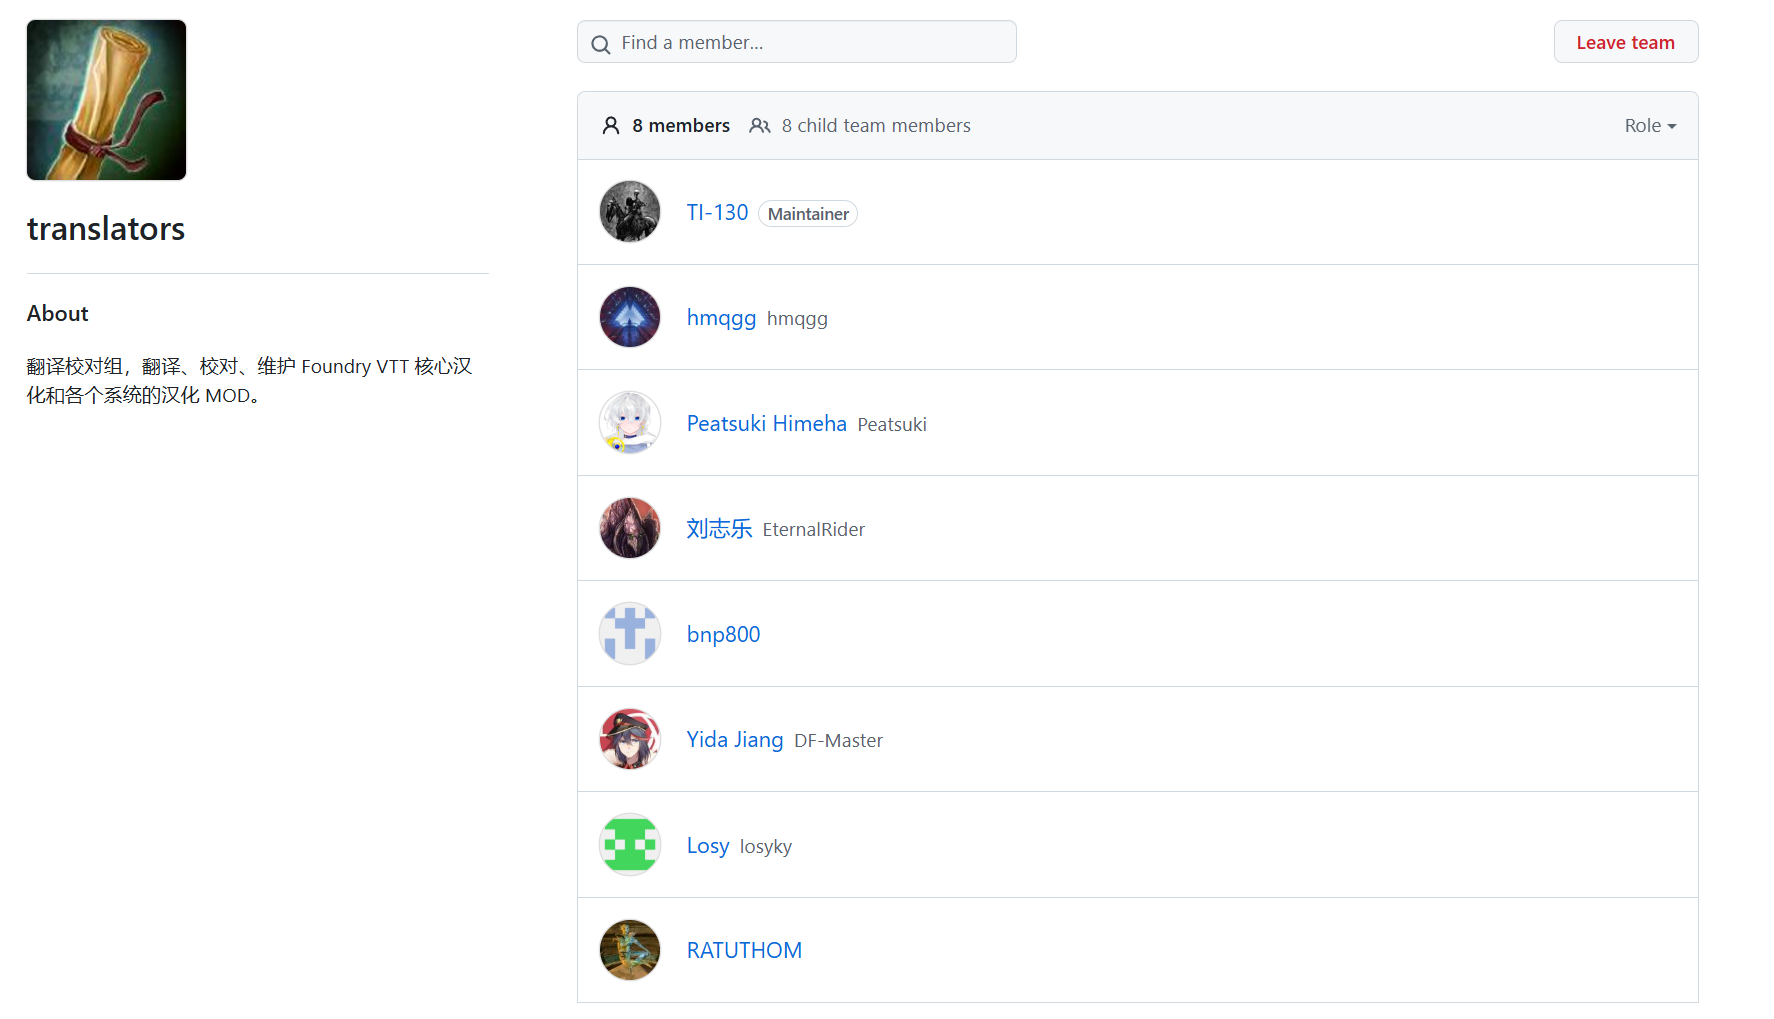 translators
About
翻译校对组，翻译、校对、维护 Foundry VTT 核心汉
化和各个系统的汉化 MOD。
Find a member...
Leave team
8 members 8 child team members Role
TI-130 Maintainer
hmqgg hmqgg
Peatsuki Himeha Peatsuki
刘志乐 EternalRider
bnp800
Yida Jiang DF-Master
Losy losyky
RATUTHOM